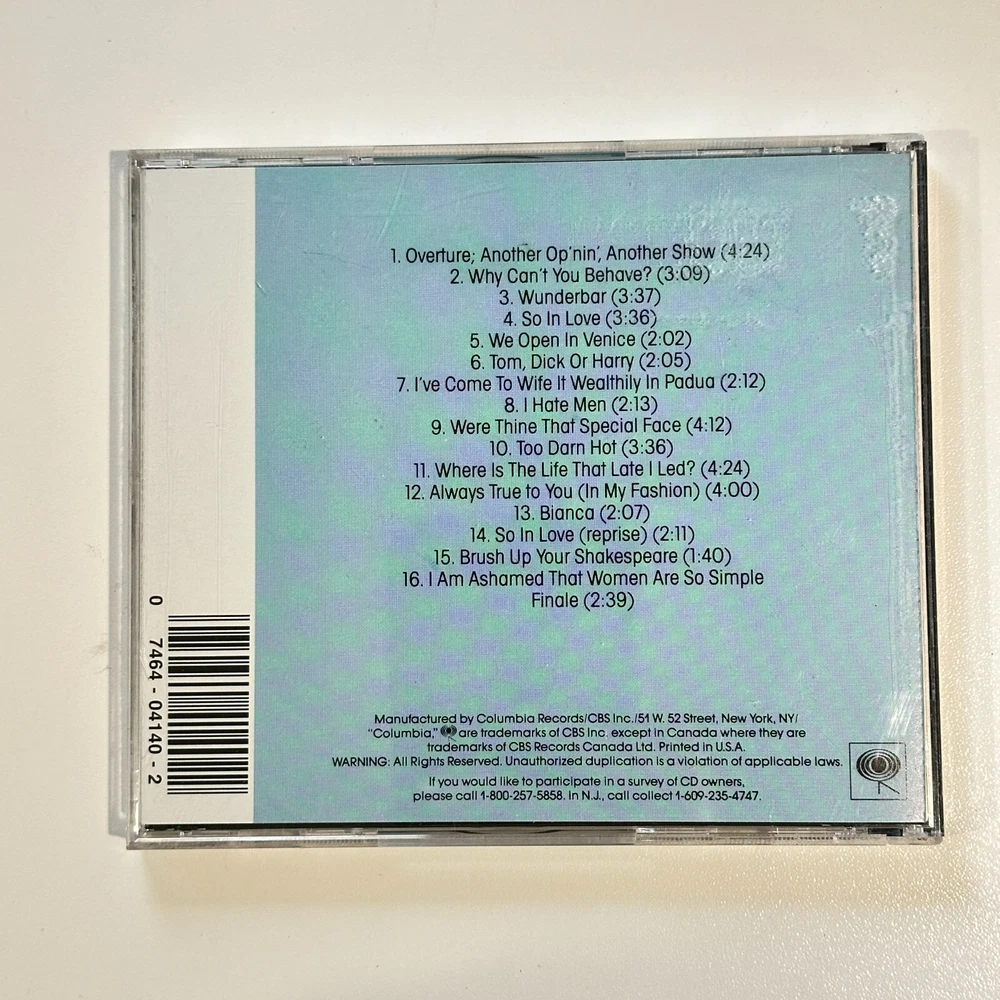 1. Overture; Another Op'nin', Another Show (4:24)
2. Why Can't You Behave? (3:09)
3. Wunderbar (3:37)
4. So In Love (3:36)
5. We Open In Venice (2:02)
6. Tom, Dick Or Harry (2:05)
7. I've Come To Wife It Wealthily In Padua (2:12)
8. I Hate Men (2:13)
9. Were Thine That Special Face (4:12)
10. Too Darn Hot (3:36)
11. Where Is The Life That Late I Led? (4:24)
12. Always True to You (In My Fashion) (4:00)
13. Bianca (2:07)
14. So In Love (reprise) (2:11)
15. Brush Up Your Shakespeare (1:40)
16. I Am Ashamed That Women Are So Simple
Finale (2:39)
0 7464-04140-2
Manufactured by Columbia Records/CBS Inc./51 W. 52 Street, New York, NY/
"Columbia," are trademarks of CBS Inc. except in Canada where they are
trademarks of CBS Records Canada Ltd. Printed in U.S.A.
WARNING: All Rights Reserved. Unauthorized duplication is a violation of applicable laws.
If you would like to participate in a survey of CD owners,
please call 1-800-257-5858. In N.J., call collect 1-609-235-4747.